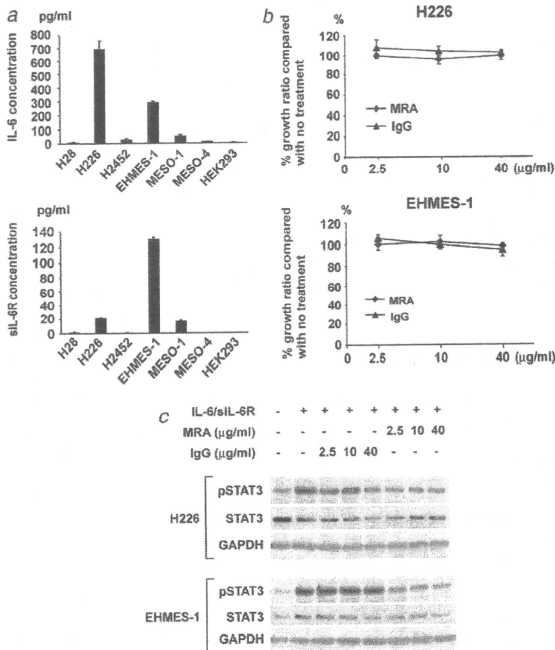 a
pg/ml
IL-6 concentration
800
700
600
500
400
300
200
100
0
H28
H226
H2452
EHMES-1
MESO-1
MESO-4
HEK293
pg/ml
sIL-6R concentration
140
120
100
80
60
40
20
0
H28
H226
H2452
EHMES-1
MESO-1
MESO-4
HEK293
b
H226
%
% growth ratio compared with no treatment
120
100
80
60
40
20
0
MRA
IgG
0 2.5 10 40 (μg/ml)
EHMES-1
%
% growth ratio compared with no treatment
120
100
80
60
40
20
0
MRA
IgG
0 2.5 10 40 (μg/ml)
c
IL-6/sIL-6R - + + + + + + +
MRA (μg/ml) - - - - - 2.5 10 40
IgG (μg/ml) - - 2.5 10 40 - - -
H226
pSTAT3
STAT3
GAPDH
EHMES-1
pSTAT3
STAT3
GAPDH